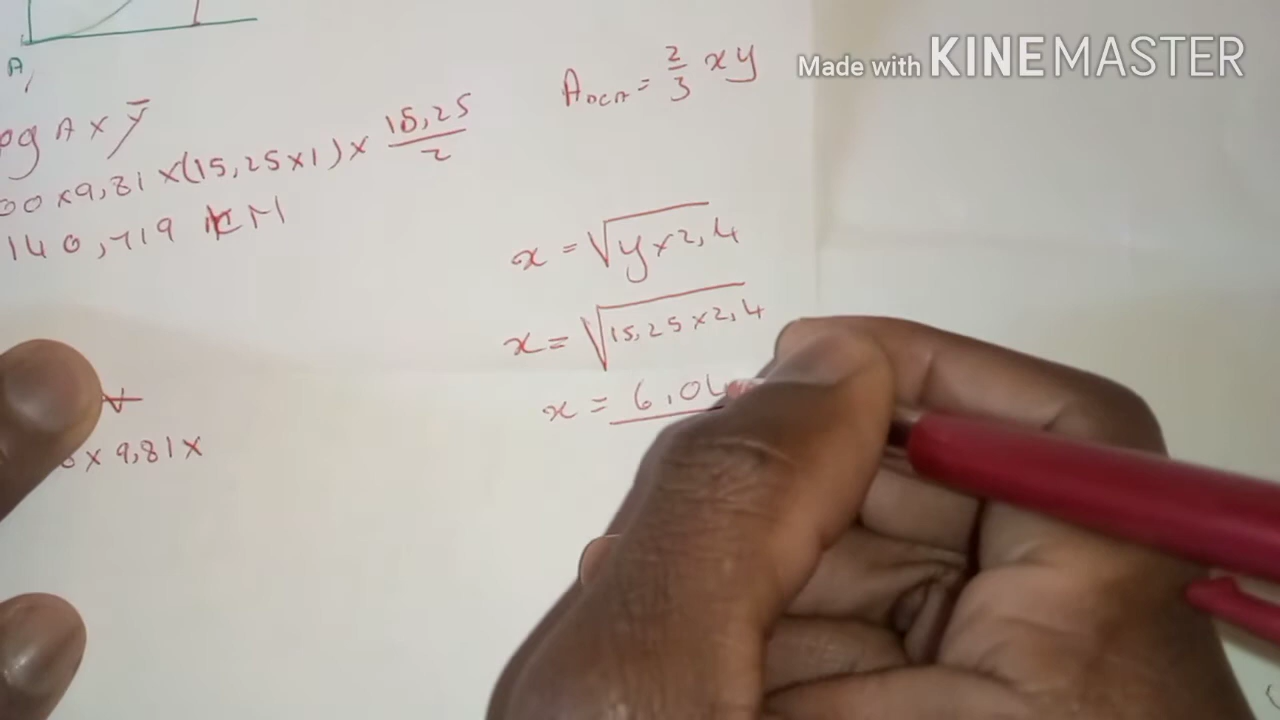 Made with KINEMASTER
A
A_OCA = 2/3 xy
ρg A x ȳ
00 x 9,81 x (15,25 x 1) x 15,25/2
140,719 KN
x = √y x 2,4
x = √15,25 x 2,4
x = 6,04
x 9,81 x